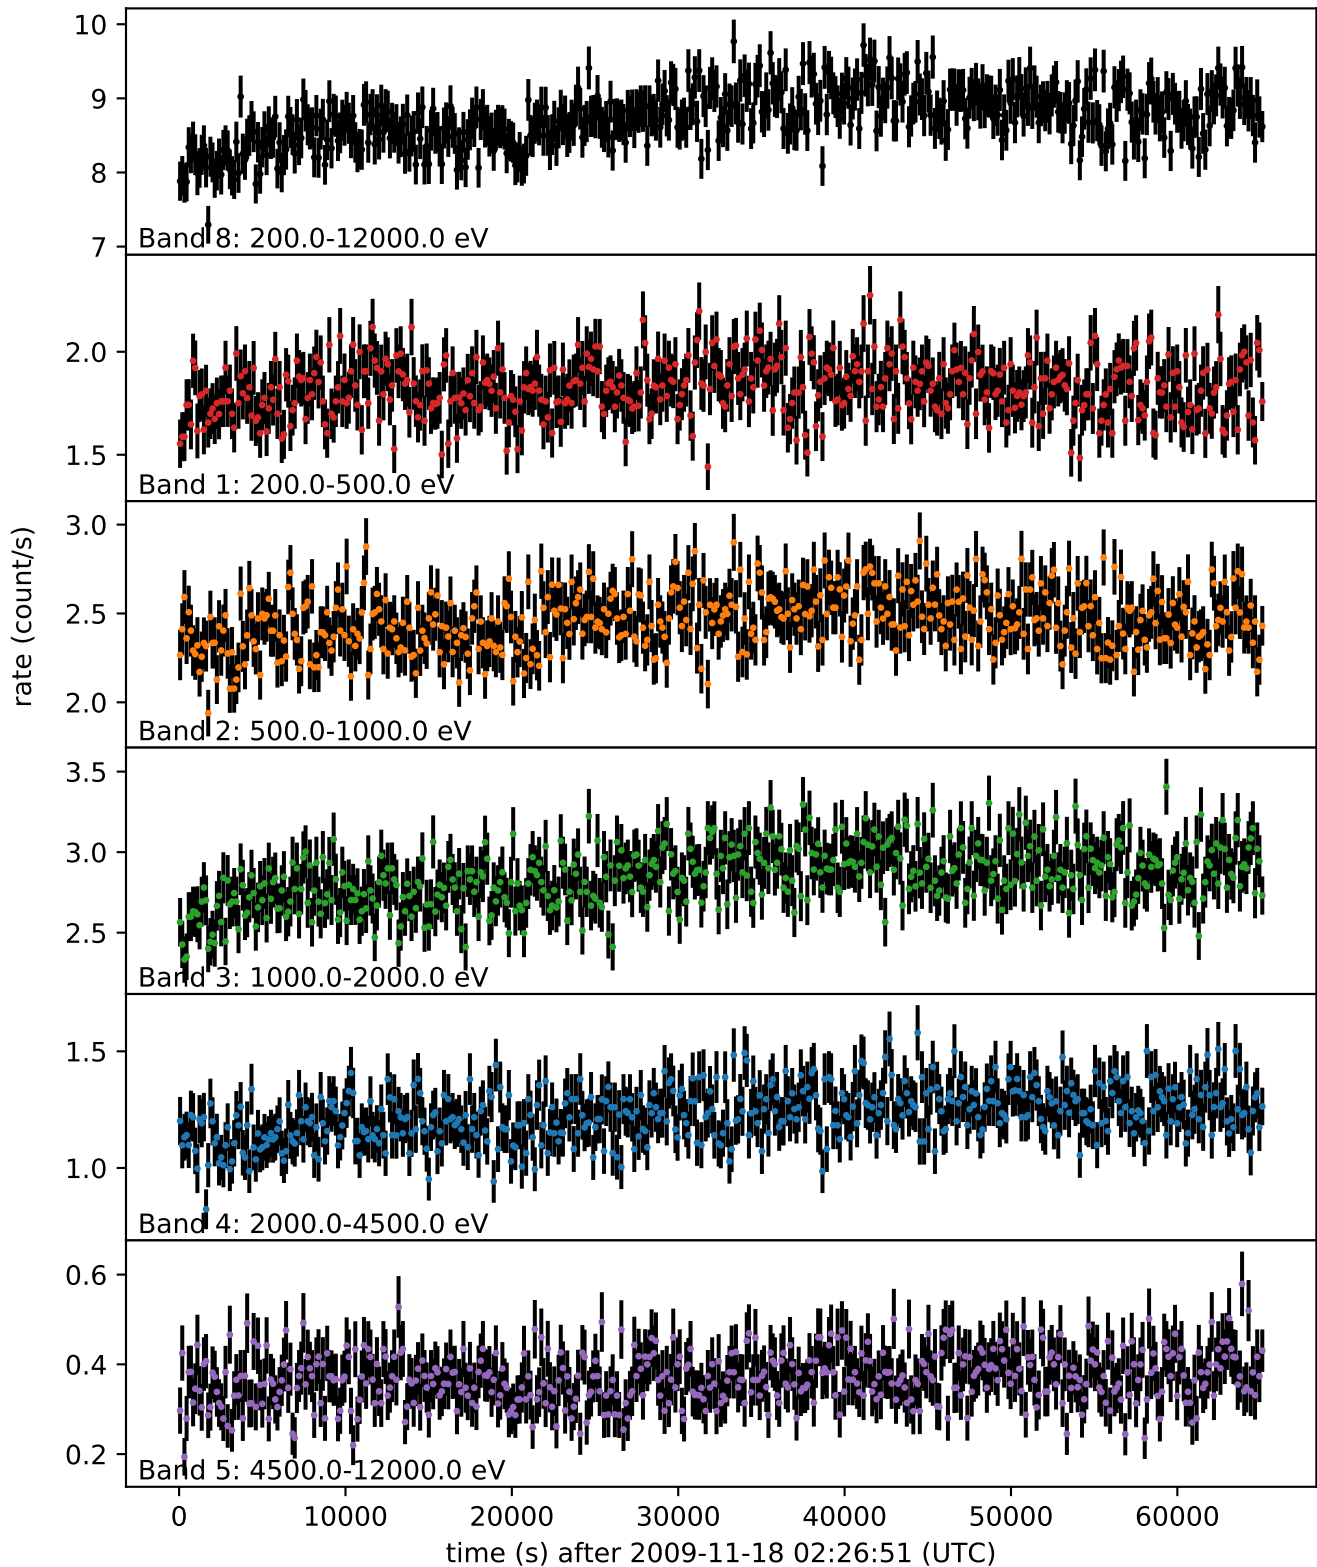 10
9
8
7
Band 8: 200.0-12000.0 eV
2.0
1.5
Band 1: 200.0-500.0 eV
rate (count/s)
3.0
2.5
2.0
Band 2: 500.0-1000.0 eV
3.5
3.0
2.5
Band 3: 1000.0-2000.0 eV
1.5
1.0
Band 4: 2000.0-4500.0 eV
0.6
0.4
0.2
Band 5: 4500.0-12000.0 eV
0 10000 20000 30000 40000 50000 60000
time (s) after 2009-11-18 02:26:51 (UTC)